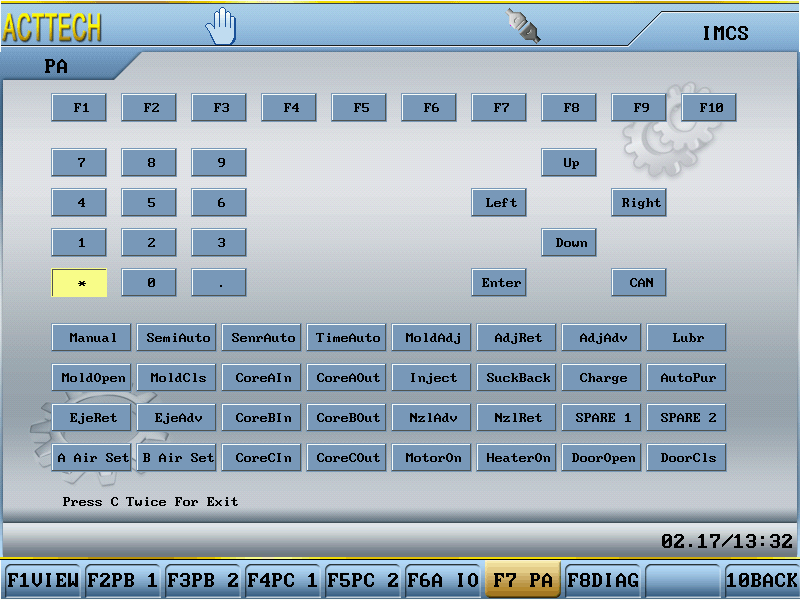 ACTTECH
IMCS
PA
F1 F2 F3 F4 F5 F6 F7 F8 F9 F10
7 8 9 Up
4 5 6 Left Right
1 2 3 Down
* 0 . Enter CAN
Manual SemiAuto SenrAuto TimeAuto MoldAdj AdjRet AdjAdv Lubr
MoldOpen MoldCls CoreAIn CoreAOut Inject SuckBack Charge AutoPur
EjeRet EjeAdv CoreBIn CoreBOut NzlAdv NzlRet SPARE 1 SPARE 2
A Air Set B Air Set CoreCIn CoreCOut MotorOn HeaterOn DoorOpen DoorCls
Press C Twice For Exit
02.17/13:32
F1VIEW F2PB 1 F3PB 2 F4PC 1 F5PC 2 F6A IO F7 PA F8DIAG 10BACK